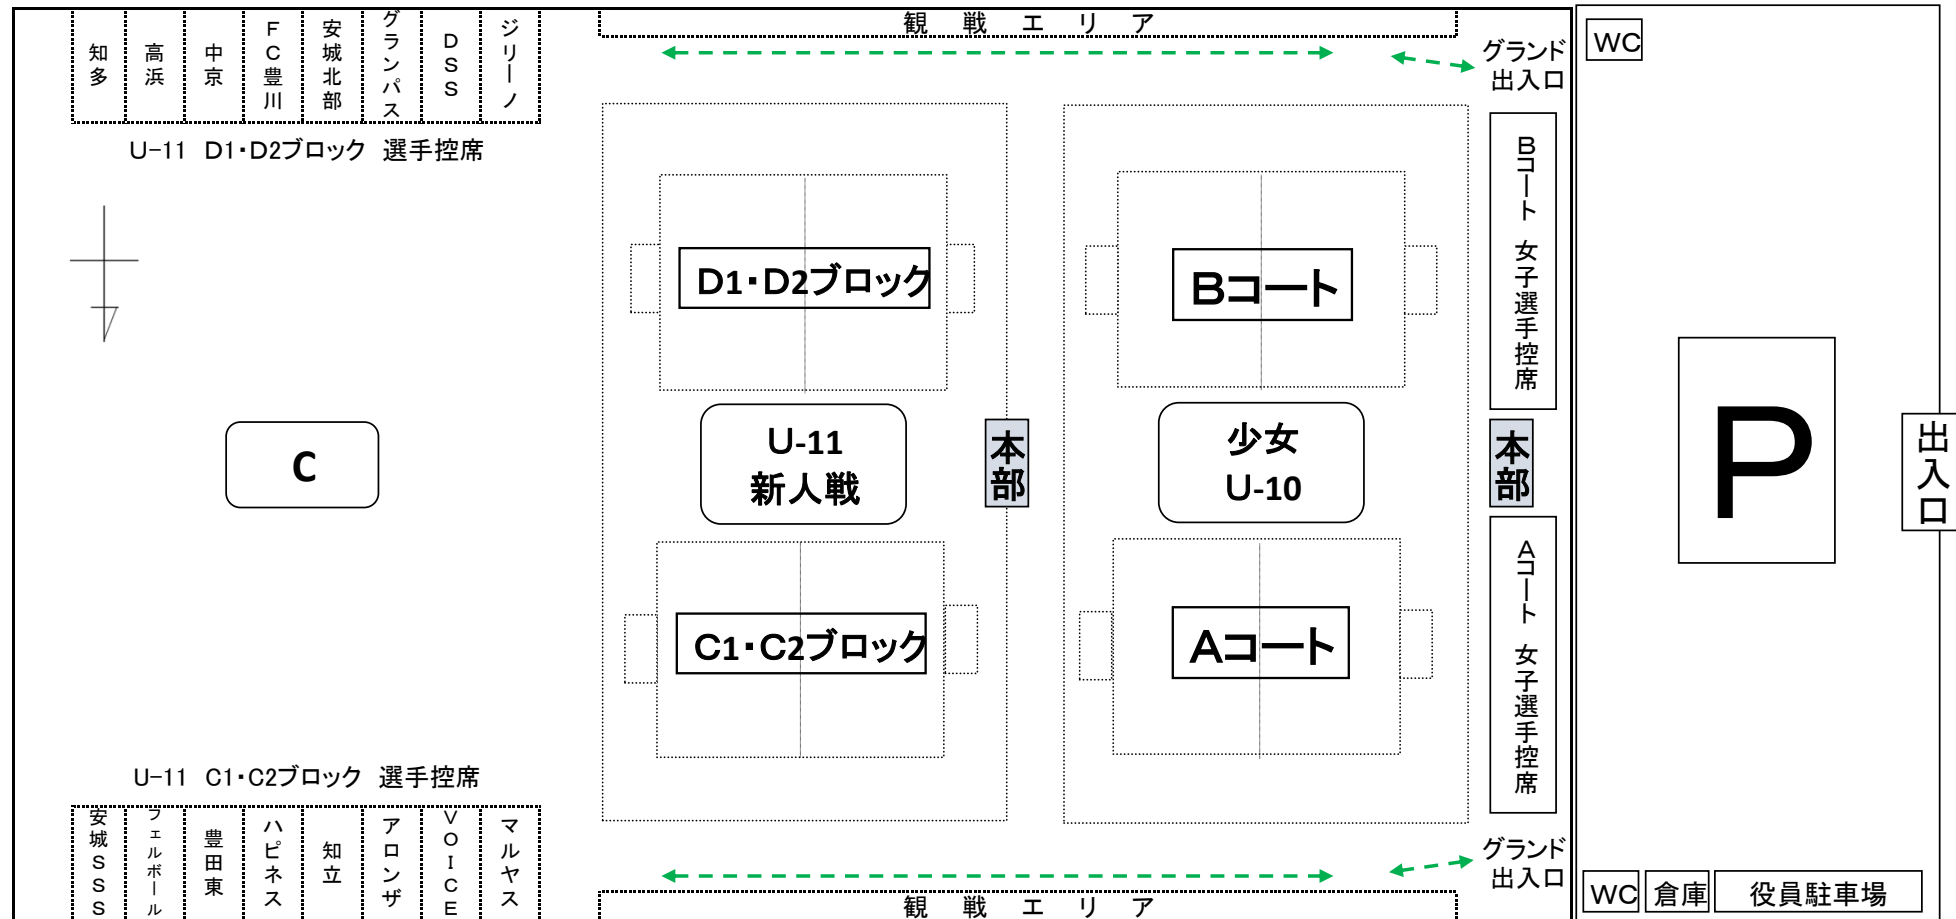 観戦エリア
知多
高浜
中京
FC豊川
安城北部
グランパス
DSS
ジリーノ
グランド
出入口
WC
U-11 D1・D2ブロック 選手控席
D1・D2ブロック
Bコート
Bコート 女子選手控席
C
U-11
新人戦
本部
少女
U-10
本部
P
出入口
C1・C2ブロック
Aコート
Aコート 女子選手控席
U-11 C1・C2ブロック 選手控席
安城SSS
フェルボール
豊田東
ハピネス
知立
アロンザ
VOICE
マルヤス
グランド
出入口
観戦エリア
WC
倉庫
役員駐車場